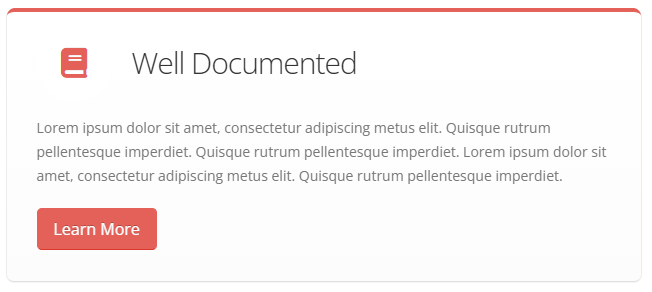 Well Documented
Lorem ipsum dolor sit amet, consectetur adipiscing metus elit. Quisque rutrum
pellentesque imperdiet. Quisque rutrum pellentesque imperdiet. Lorem ipsum dolor sit
amet, consectetur adipiscing metus elit. Quisque rutrum pellentesque imperdiet.
Learn More